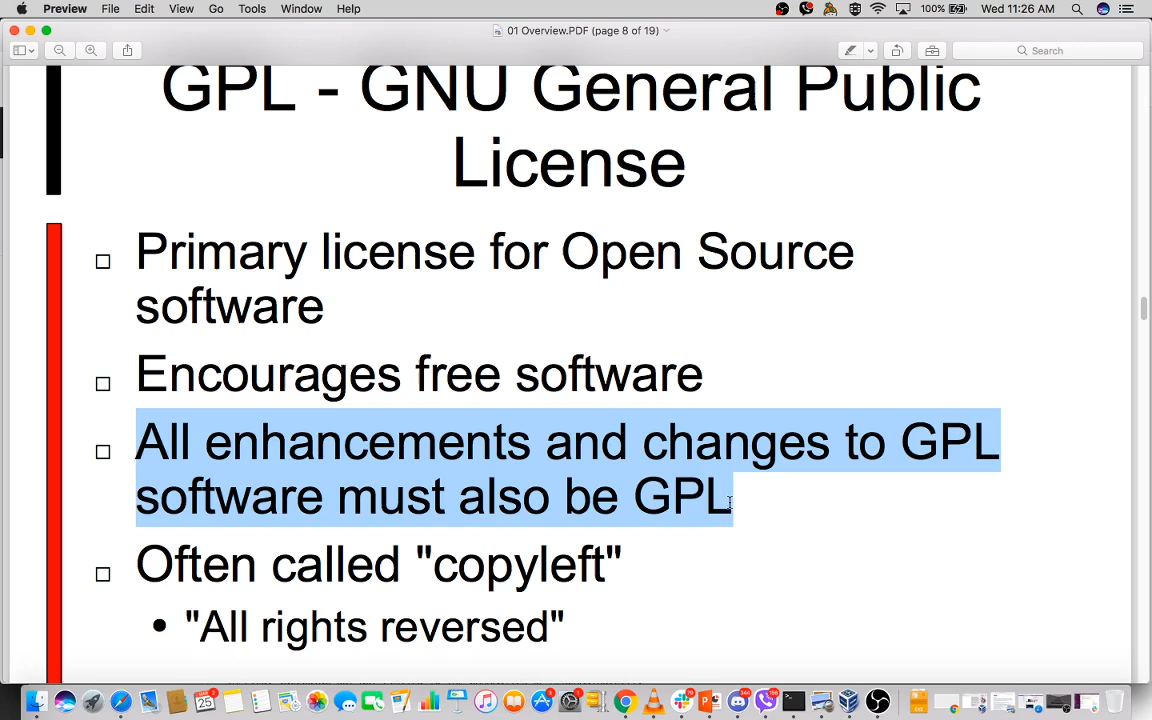 Preview File Edit View Go Tools Window Help 100% Wed 11:26 AM
01 Overview.PDF (page 8 of 19)
Search
GPL - GNU General Public
License
Primary license for Open Source
software
Encourages free software
All enhancements and changes to GPL
software must also be GPL
Often called "copyleft"
• "All rights reversed"